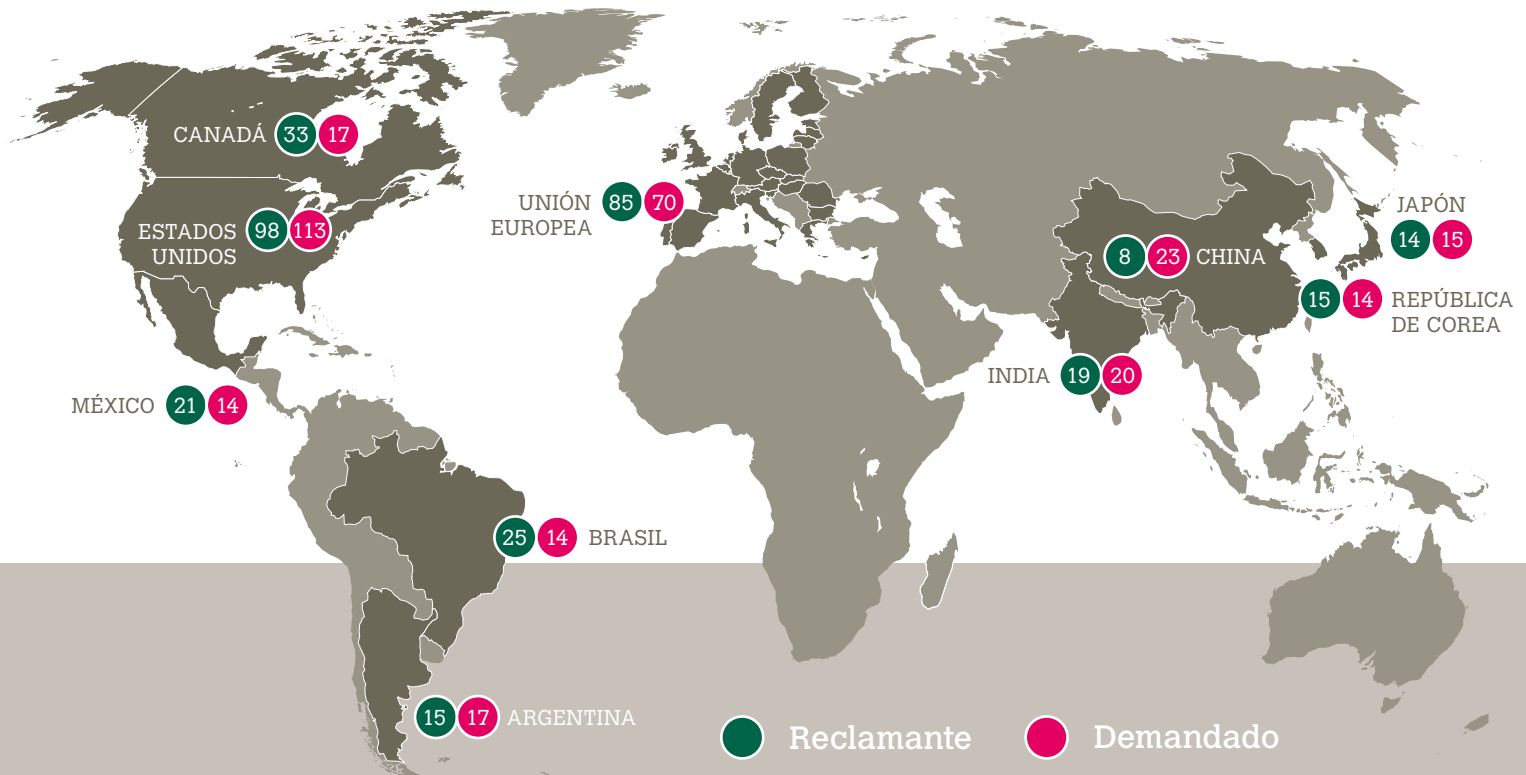 CANADÁ 33 17
ESTADOS 98 113
UNIDOS
MÉXICO 21 14
25 14 BRASIL
15 17 ARGENTINA
UNIÓN 85 70
EUROPEA
8 23 CHINA
INDIA 19 20
JAPÓN
14 15
15 14 REPÚBLICA
DE COREA
Reclamante
Demandado